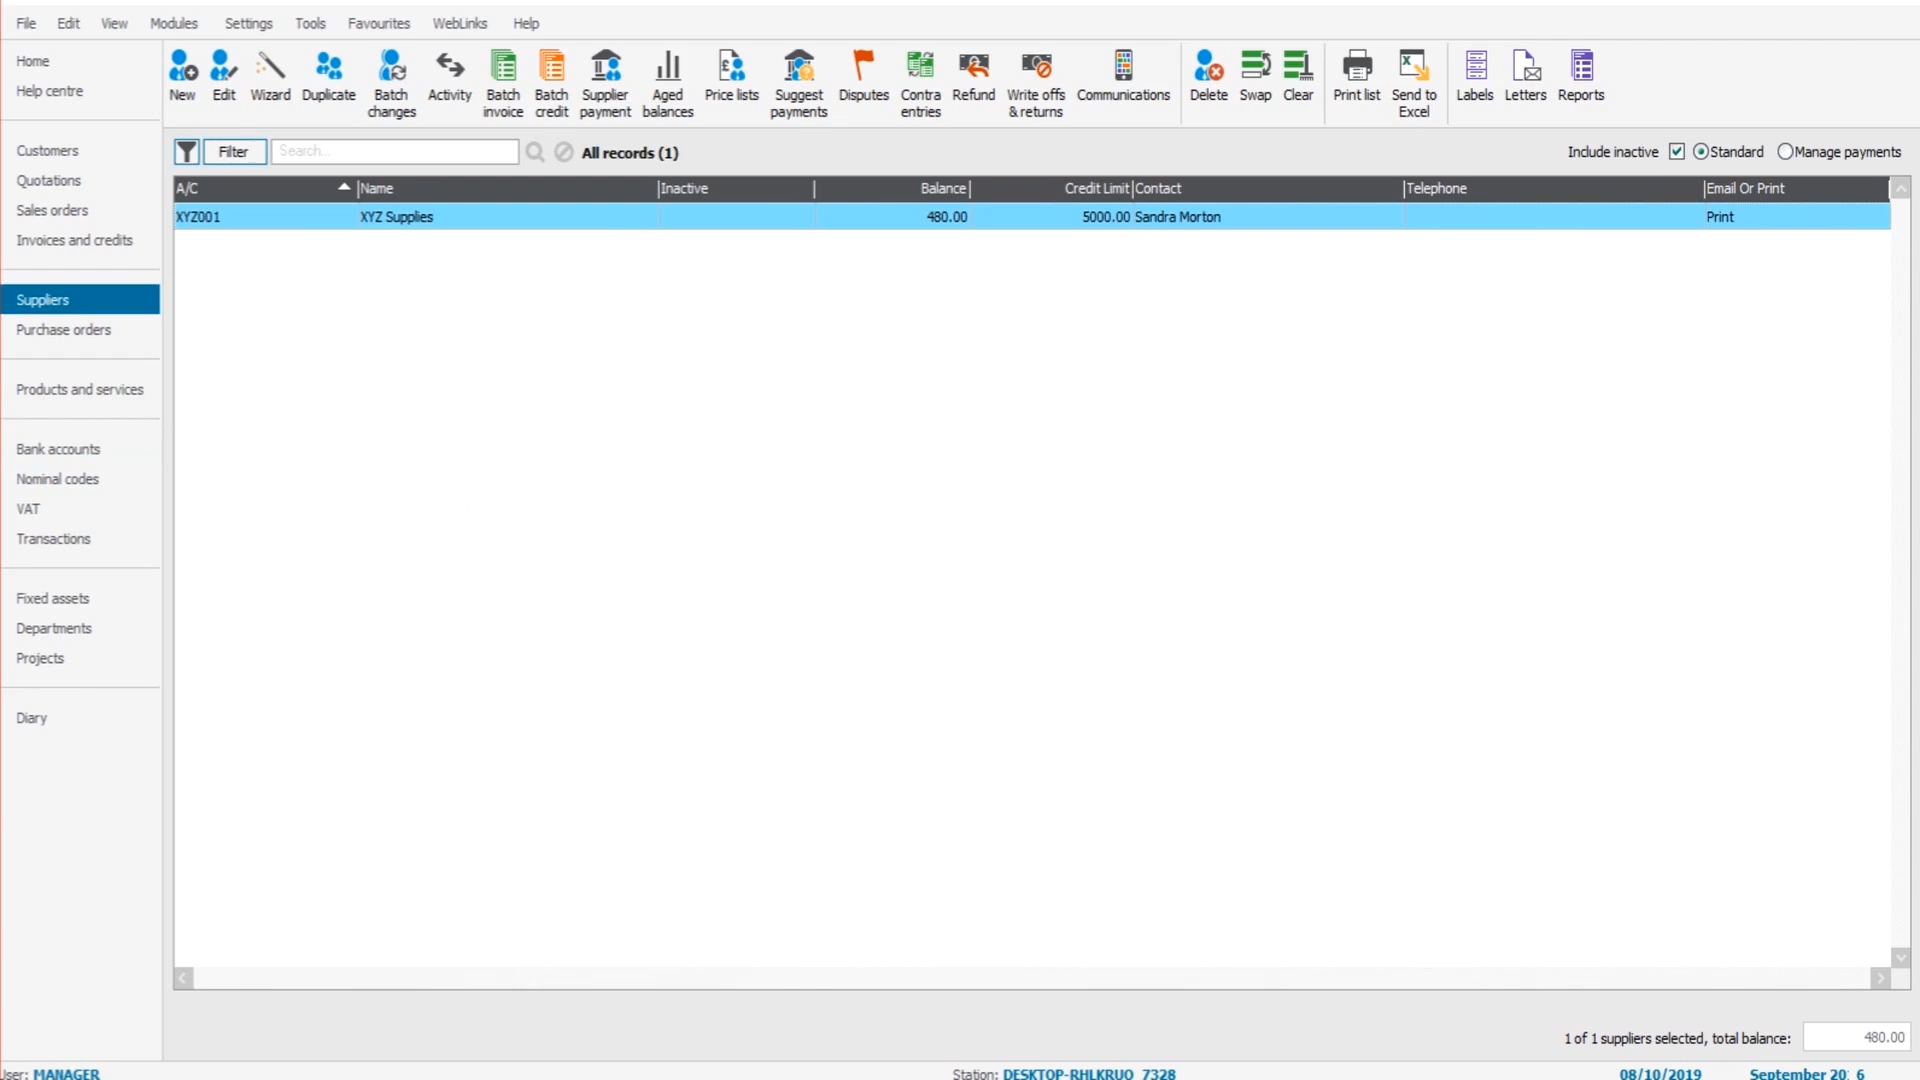 File Edit View Modules Settings Tools Favourites WebLinks Help
Home
Help centre
Customers
Quotations
Sales orders
Invoices and credits
Suppliers
Purchase orders
Products and services
Bank accounts
Nominal codes
VAT
Transactions
Fixed assets
Departments
Projects
Diary
New Edit Wizard Duplicate Batch changes Activity Batch invoice Batch credit Supplier payment Aged balances Price lists Suggest payments Disputes Contra entries Refund Write offs & returns Communications Delete Swap Clear Print list Send to Excel Labels Letters Reports
Filter Search... All records (1) Include inactive Standard Manage payments
A/C Name Inactive Balance Credit Limit Contact Telephone Email Or Print
XYZ001 XYZ Supplies 480.00 5000.00 Sandra Morton Print
1 of 1 suppliers selected, total balance: 480.00
User: MANAGER Station: DESKTOP-RHLKRUO_7328 08/10/2019 September